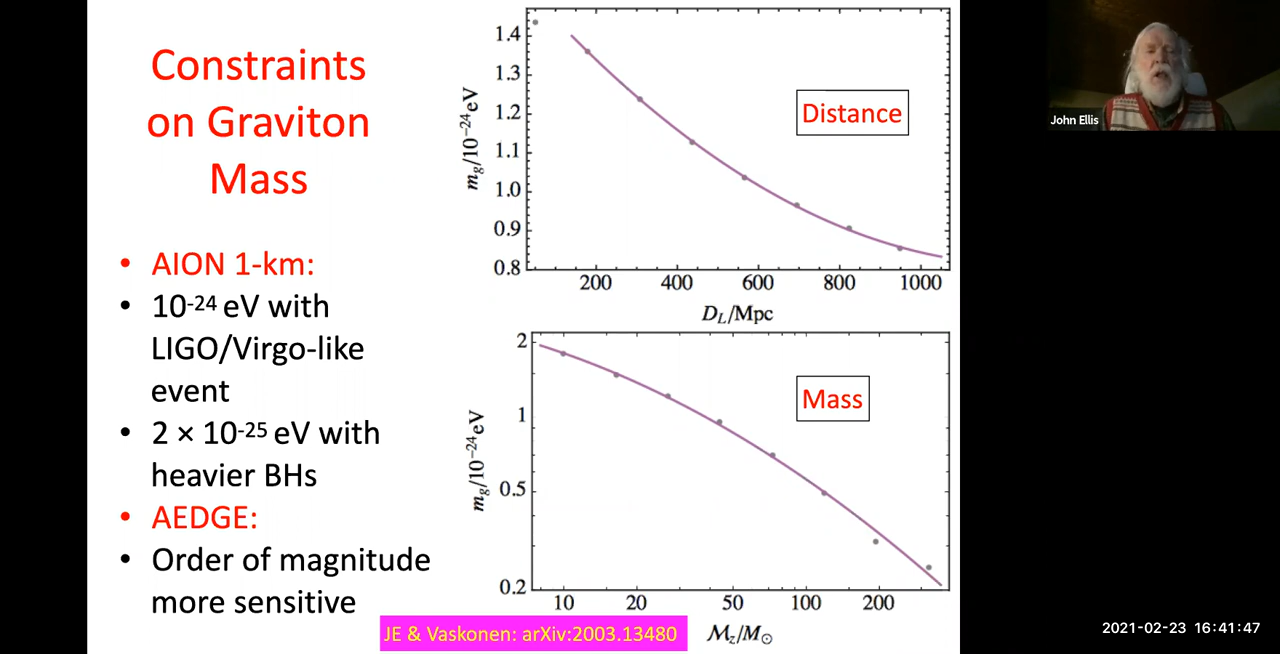 Constraints
on Graviton
Mass
• AION 1-km:
• 10-24 eV with
LIGO/Virgo-like
event
• 2 × 10-25 eV with
heavier BHs
• AEDGE:
• Order of magnitude
more sensitive
JE & Vaskonen: arXiv:2003.13480
mg/10−24eV
1.4
1.3
1.2
1.1
1.0
0.9
0.8
Distance
200 400 600 800 1000
DL/Mpc
mg/10−24eV
2
1
0.5
0.2
Mass
10 20 50 100 200
Mz/M⊙
John Ellis
2021-02-23 16:41:47